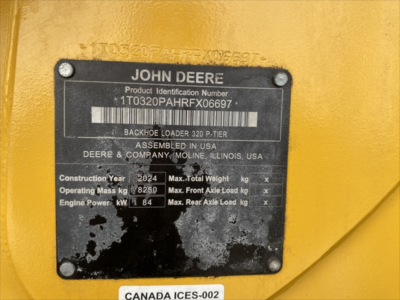 -1T0320PAHRFX06697-
JOHN DEERE
Product Identification Number
* 1T0320PAHRFX06697 *
BACKHOE LOADER 320 P-TIER
ASSEMBLED IN USA
DEERE & COMPANY, MOLINE, ILLINOIS, USA
Construction Year 2024 Max. Total Weight kg x
Operating Mass kg 8250 Max. Front Axle Load kg x
Engine Power kW 84 Max. Rear Axle Load kg x
CANADA ICES-002